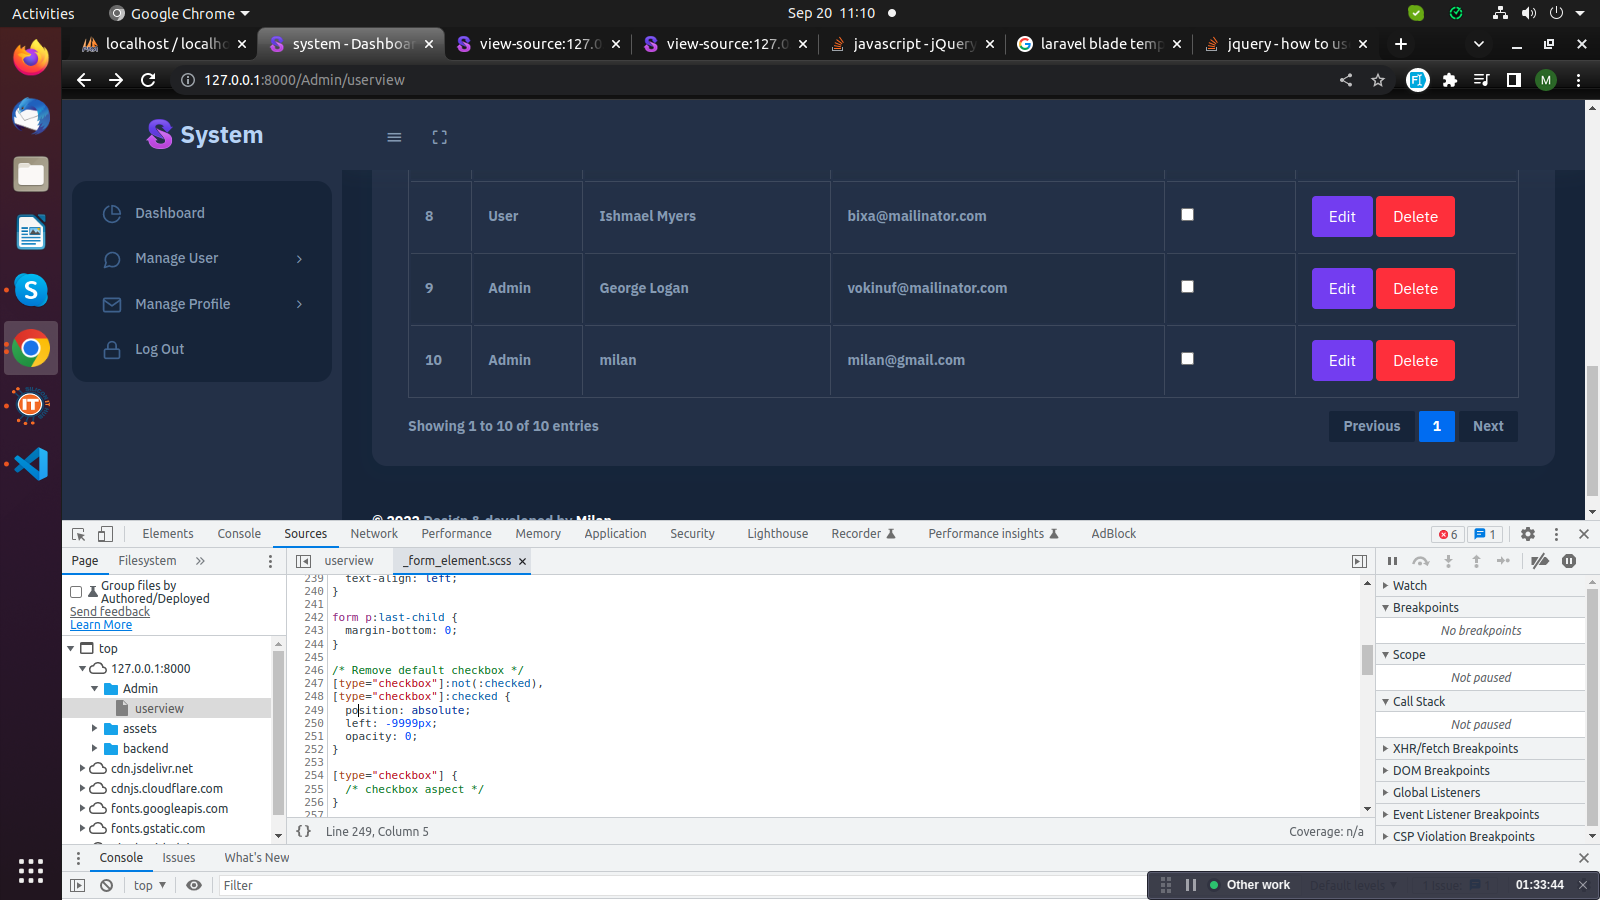 Activities
Google Chrome
Sep 20 11:10
localhost / localh
system - Dashboar
view-source:127.0
view-source:127.0
javascript - jQuery
laravel blade temp
jquery - how to us
127.0.0.1:8000/Admin/userview
M
System
Dashboard
Manage User
Manage Profile
Log Out
8 User Ishmael Myers bixa@mailinator.com Edit Delete
9 Admin George Logan vokinuf@mailinator.com Edit Delete
10 Admin milan milan@gmail.com Edit Delete
Showing 1 to 10 of 10 entries
Previous 1 Next
Design & developed by Milan
Elements Console Sources Network Performance Memory Application Security Lighthouse Recorder Performance insights AdBlock 6 1
Page Filesystem userview _form_element.scss
Group files by
Authored/Deployed
Send feedback
Learn More
top
127.0.0.1:8000
Admin
userview
assets
backend
cdn.jsdelivr.net
cdnjs.cloudflare.com
fonts.googleapis.com
fonts.gstatic.com
239 text-align: left;
240 }
241
242 form p:last-child {
243 margin-bottom: 0;
244 }
245
246 /* Remove default checkbox */
247 [type="checkbox"]:not(:checked),
248 [type="checkbox"]:checked {
249 position: absolute;
250 left: -9999px;
251 opacity: 0;
252 }
253
254 [type="checkbox"] {
255 /* checkbox aspect */
256 }
257
{} Line 249, Column 5
Coverage: n/a
Watch
Breakpoints
No breakpoints
Scope
Not paused
Call Stack
Not paused
XHR/fetch Breakpoints
DOM Breakpoints
Global Listeners
Event Listener Breakpoints
CSP Violation Breakpoints
Console Issues What's New
top Filter
Other work 01:33:44